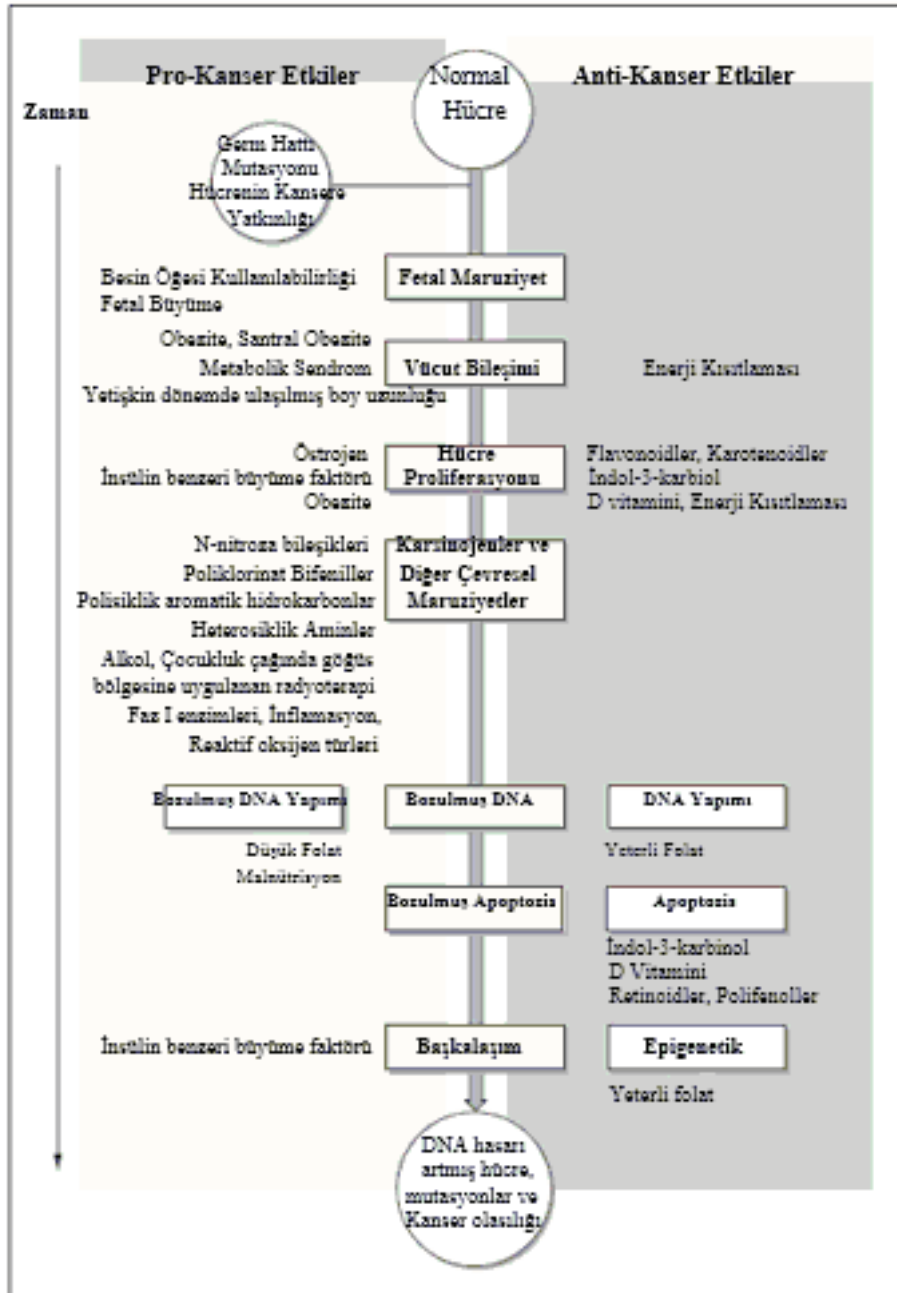 Pro-Kanser Etkiler
Normal
Hücre
Anti-Kanser Etkiler
Zaman
Germ Hattı
Mutasyonu
Hücrenin Kansere
Yatkınlığı
Besin Öğesi Kullanılabilirliği
Fetal Büyüme
Fetal Maruziyet
Obezite, Santral Obezite
Metabolik Sendrom
Yetişkin dönemde ulaşılmış boy uzunluğu
Vücut Bileşimi
Enerji Kısıtlaması
Östrojen
İnsülin benzeri büyüme faktörü
Obezite
Hücre
Proliferasyonu
Flavonoidler, Karotenoidler
İndol-3-karbiol
D vitamini, Enerji Kısıtlaması
N-nitroza bileşikleri
Poliklorinat Bifeniller
Polisiklik aromatik hidrokarbonlar
Heterosiklik Aminler
Alkol, Çocukluk çağında göğüs
bölgesine uygulanan radyoterapi
Faz I enzimleri, İnflamasyon,
Reaktif oksijen türleri
Karsinojenler ve
Diğer Çevresel
Maruziyetler
Bozulmuş DNA Yapımı
Düşük Folat
Malnütrisyon
Bozulmuş DNA
DNA Yapımı
Yeterli Folat
Bozulmuş Apoptozis
Apoptozis
İndol-3-karbinol
D Vitamini
Retinoidler, Polifenoller
İnsülin benzeri büyüme faktörü
Başkalaşım
Epigenetik
Yeterli folat
DNA hasarı
artmış hücre,
mutasyonlar ve
Kanser olasılığı